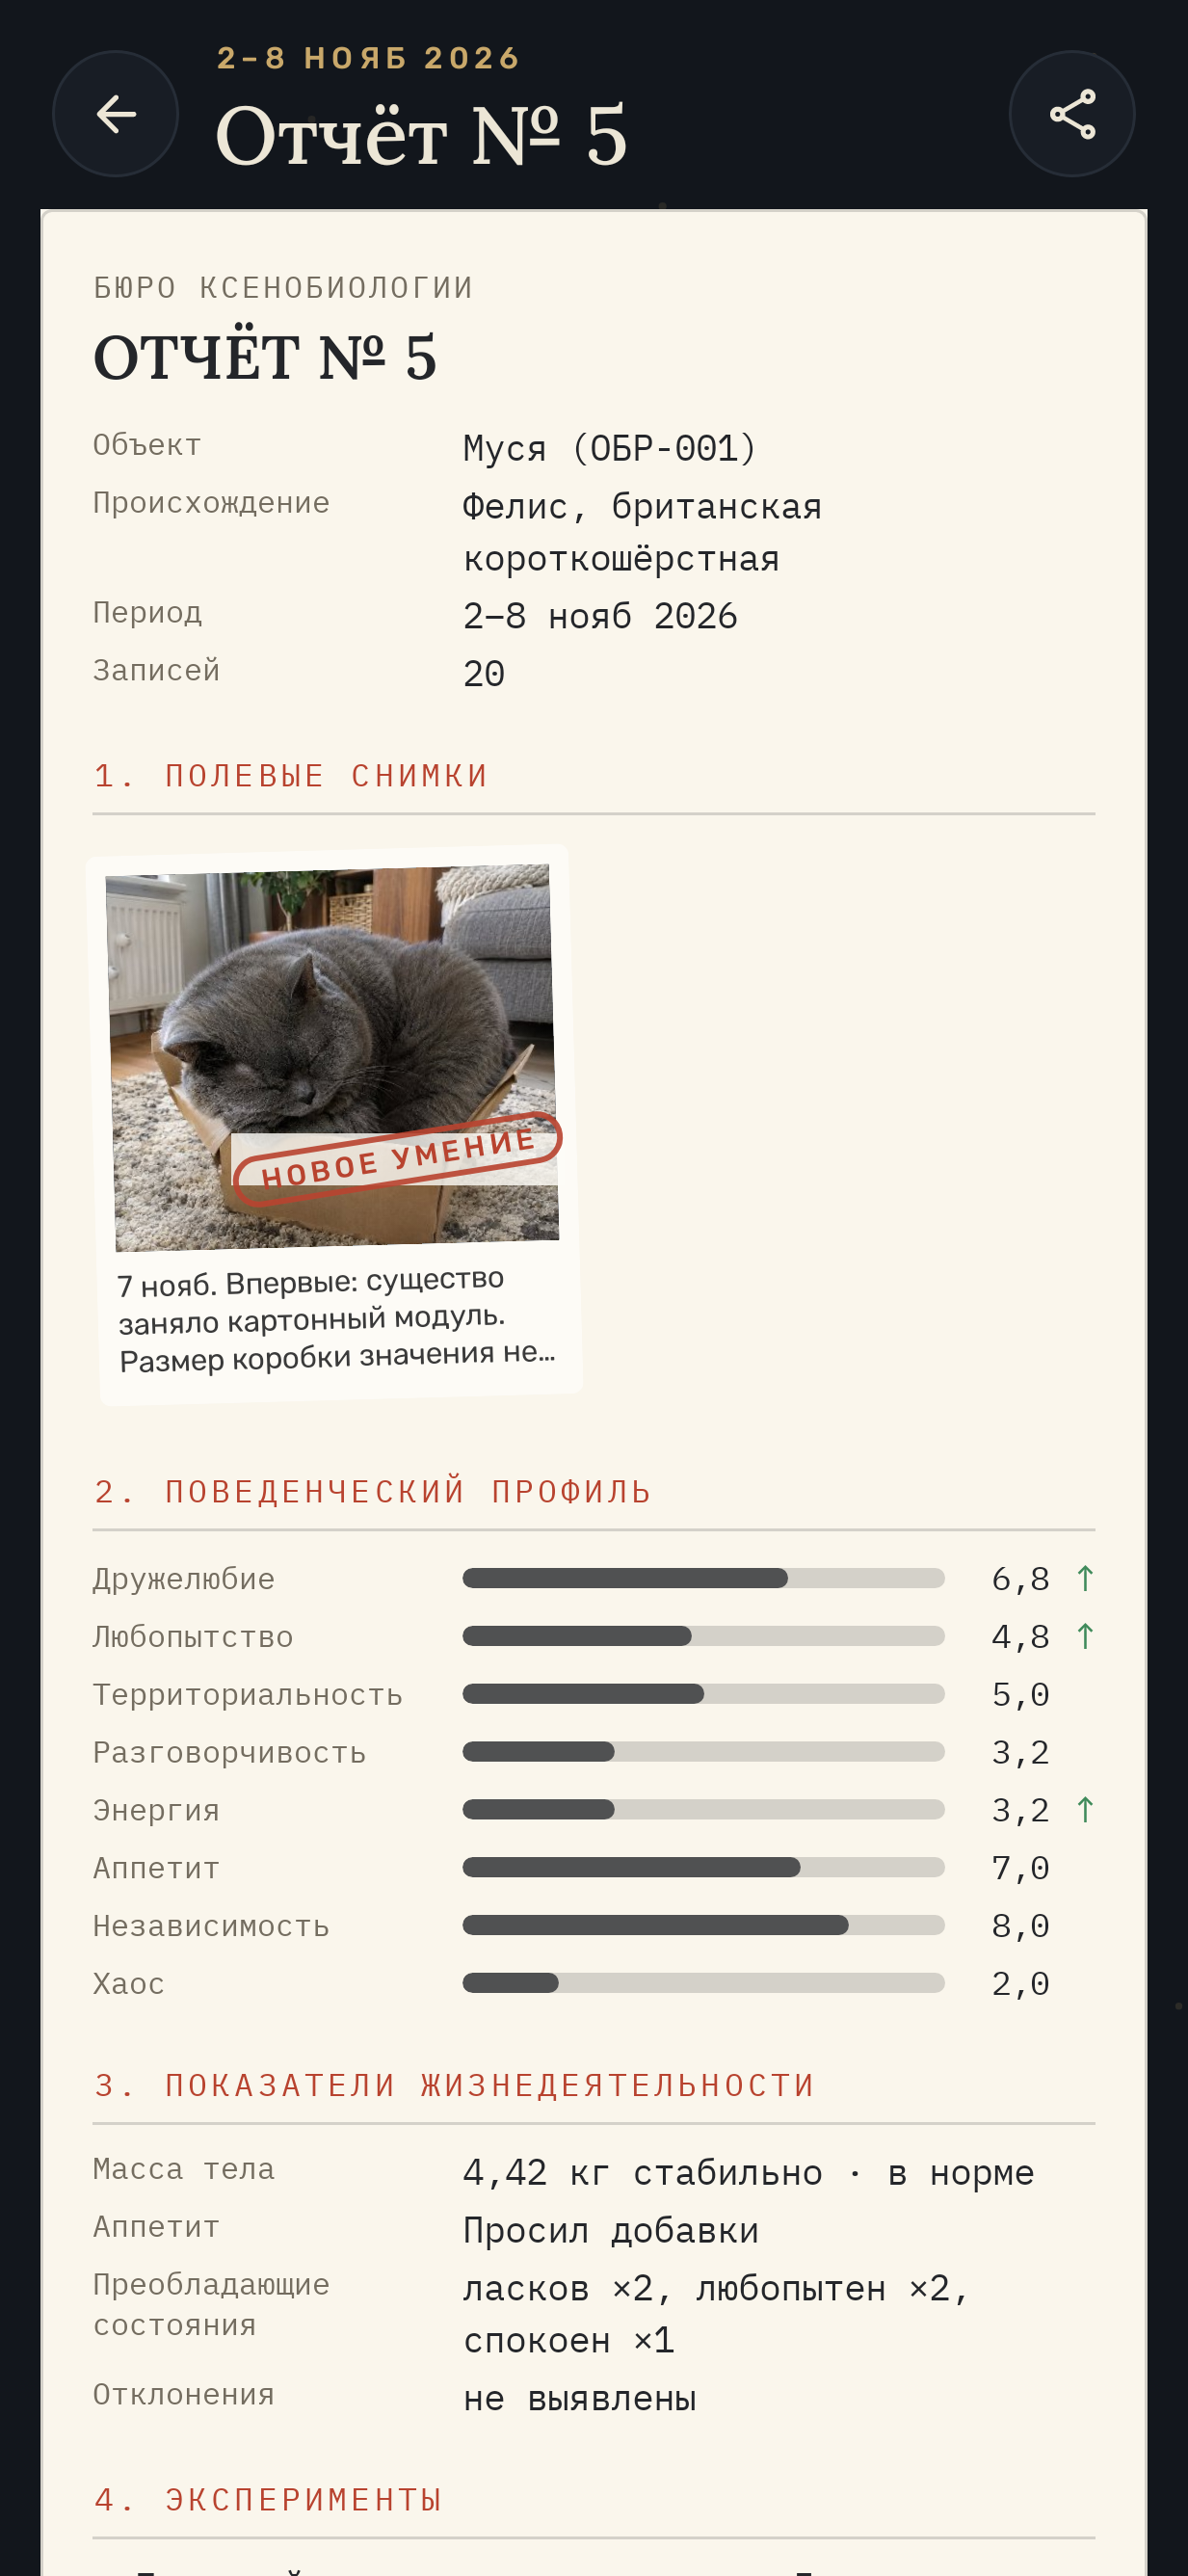 2–8 НОЯБ 2026
Отчёт № 5
БЮРО КСЕНОБИОЛОГИИ
ОТЧЁТ № 5
Объект Муся (ОБР-001)
Происхождение Фелис, британская
короткошёрстная
Период 2–8 нояб 2026
Записей 20
1. ПОЛЕВЫЕ СНИМКИ
НОВОЕ УМЕНИЕ
7 нояб. Впервые: существо
заняло картонный модуль.
Размер коробки значения не…
2. ПОВЕДЕНЧЕСКИЙ ПРОФИЛЬ
Дружелюбие 6,8 ↑
Любопытство 4,8 ↑
Территориальность 5,0
Разговорчивость 3,2
Энергия 3,2 ↑
Аппетит 7,0
Независимость 8,0
Хаос 2,0
3. ПОКАЗАТЕЛИ ЖИЗНЕДЕЯТЕЛЬНОСТИ
Масса тела 4,42 кг стабильно · в норме
Аппетит Просил добавки
Преобладающие состояния ласков ×2, любопытен ×2,
спокоен ×1
Отклонения не выявлены
4. ЭКСПЕРИМЕНТЫ